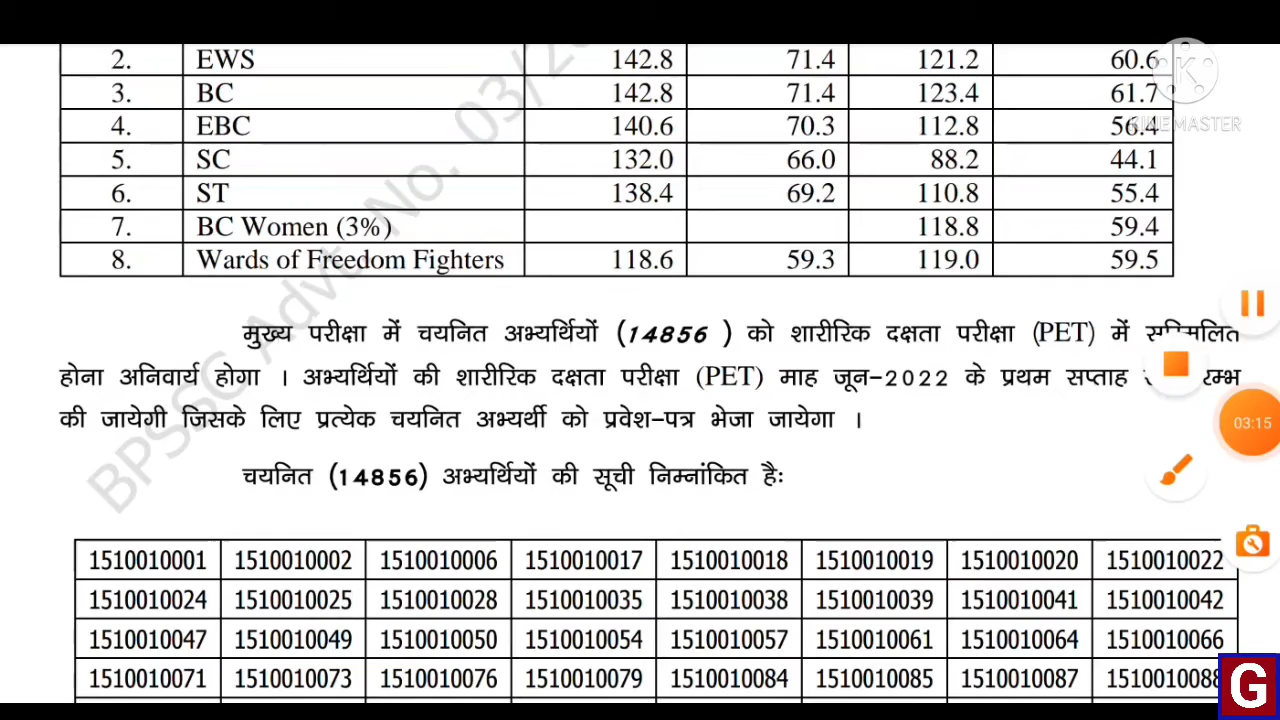 2. EWS 142.8 71.4 121.2 60.6
3. BC 142.8 71.4 123.4 61.7
4. EBC 140.6 70.3 112.8 56.4
5. SC 132.0 66.0 88.2 44.1
6. ST 138.4 69.2 110.8 55.4
7. BC Women (3%) 118.8 59.4
8. Wards of Freedom Fighters 118.6 59.3 119.0 59.5
KINEMASTER
BPSSC Advt. No. 03/20
मुख्य परीक्षा में चयनित अभ्यर्थियों (14856 ) को शारीरिक दक्षता परीक्षा (PET) में
होना अनिवार्य होगा । अभ्यर्थियों की शारीरिक दक्षता परीक्षा (PET) माह जून-2022 के प्रथम सप्ताह
की जायेगी जिसके लिए प्रत्येक चयनित अभ्यर्थी को प्रवेश-पत्र भेजा जायेगा ।
03:15
चयनित (14856) अभ्यर्थियों की सूची निम्नांकित है:
1510010001 1510010002 1510010006 1510010017 1510010018 1510010019 1510010020 1510010022
1510010024 1510010025 1510010028 1510010035 1510010038 1510010039 1510010041 1510010042
1510010047 1510010049 1510010050 1510010054 1510010057 1510010061 1510010064 1510010066
1510010071 1510010073 1510010076 1510010079 1510010084 1510010085 1510010087 1510010088
G